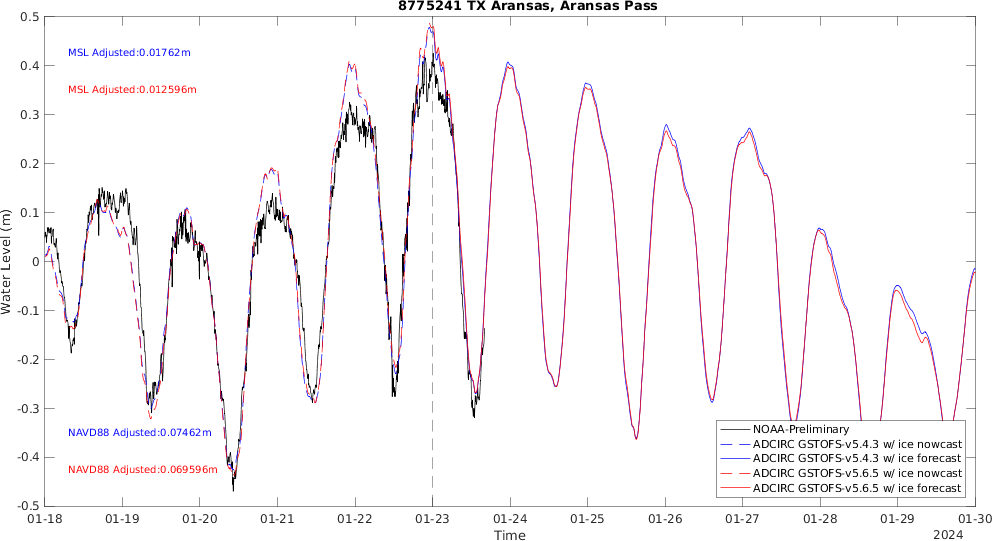 8775241 TX Aransas, Aransas Pass
0.5
0.4
0.3
0.2
0.1
0
-0.1
-0.2
-0.3
-0.4
-0.5
Water Level (m)
MSL Adjusted:0.01762m
MSL Adjusted:0.012596m
NAVD88 Adjusted:0.07462m
NAVD88 Adjusted:0.069596m
NOAA-Preliminary
ADCIRC GSTOFS-v5.4.3 w/ ice nowcast
ADCIRC GSTOFS-v5.4.3 w/ ice forecast
ADCIRC GSTOFS-v5.6.5 w/ ice nowcast
ADCIRC GSTOFS-v5.6.5 w/ ice forecast
01-18 01-19 01-20 01-21 01-22 01-23 01-24 01-25 01-26 01-27 01-28 01-29 01-30
Time
2024